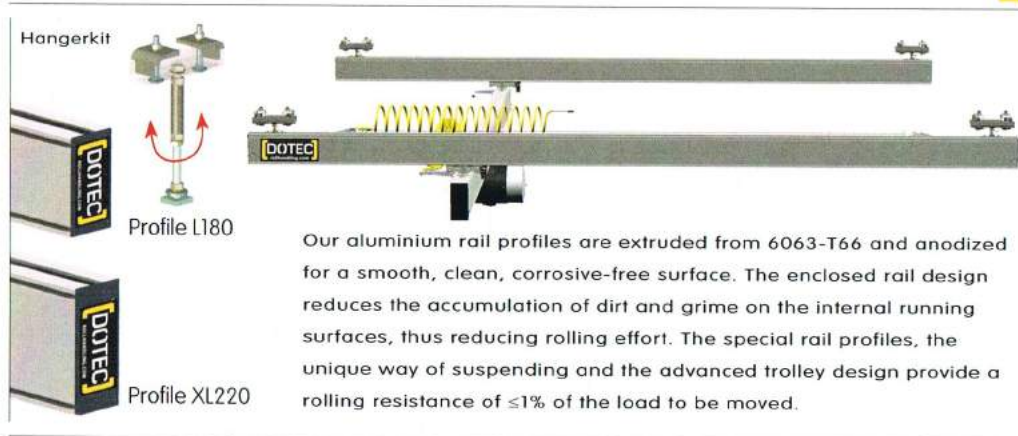 Hangerkit
[DOTEC]
[DOTEC]
Profile L180
Our aluminium rail profiles are extruded from 6063-T66 and anodized
for a smooth, clean, corrosive-free surface. The enclosed rail design
reduces the accumulation of dirt and grime on the internal running
surfaces, thus reducing rolling effort. The special rail profiles, the
unique way of suspending and the advanced trolley design provide a
rolling resistance of ≤1% of the load to be moved.
[DOTEC]
Profile XL220